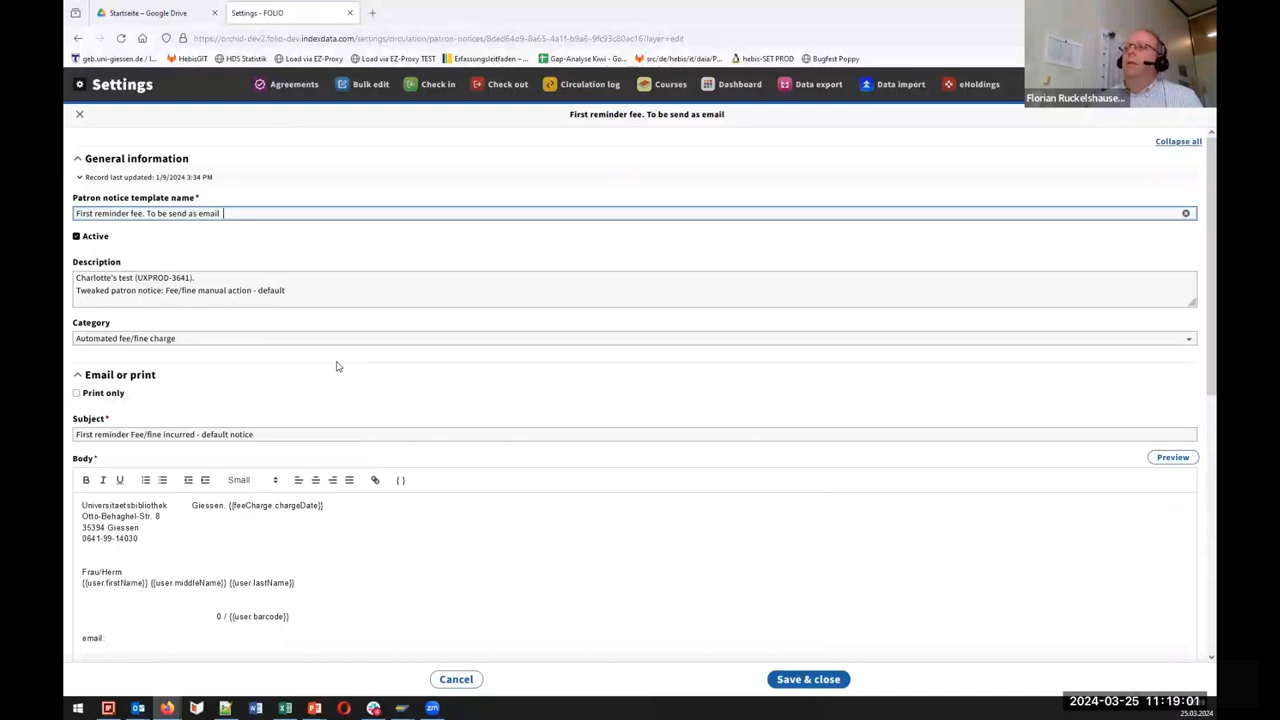 Startseite – Google Drive
Settings - FOLIO
https://orchid-dev2.folio-dev.indexdata.com/settings/circulation/patron-notices/8ded64d9-8a65-4a1f-b9a6-9fc93c80ac16?layer=edit
geb.uni-giessen.de / l...
HebisGIT
HDS Statistik
Load via EZ-Proxy
Load via EZ-Proxy TEST
Erfassungsleitfaden – ...
Gap-Analyse Kiwi - Go...
src/de/hebis/it/daia/P...
hebis-SET PROD
Bugfest Poppy
Settings
Agreements
Bulk edit
Check in
Check out
Circulation log
Courses
Dashboard
Data export
Data import
eHoldings
Florian Ruckelshause...
First reminder fee. To be send as email
Collapse all
General information
Record last updated: 1/9/2024 3:34 PM
Patron notice template name*
First reminder fee. To be send as email
Active
Description
Charlotte's test (UXPROD-3641).
Tweaked patron notice: Fee/fine manual action - default
Category
Automated fee/fine charge
Email or print
Print only
Subject*
First reminder Fee/fine incurred - default notice
Body*
Preview
B I U Small { }
Universitaetsbibliothek Giessen, {{feeCharge.chargeDate}}
Otto-Behaghel-Str. 8
35394 Giessen
0641-99-14030
Frau/Herrn
{{user.firstName}} {{user.middleName}} {{user.lastName}}
0 / {{user.barcode}}
email:
Cancel
Save & close
2024-03-25 11:19:01
25.03.2024